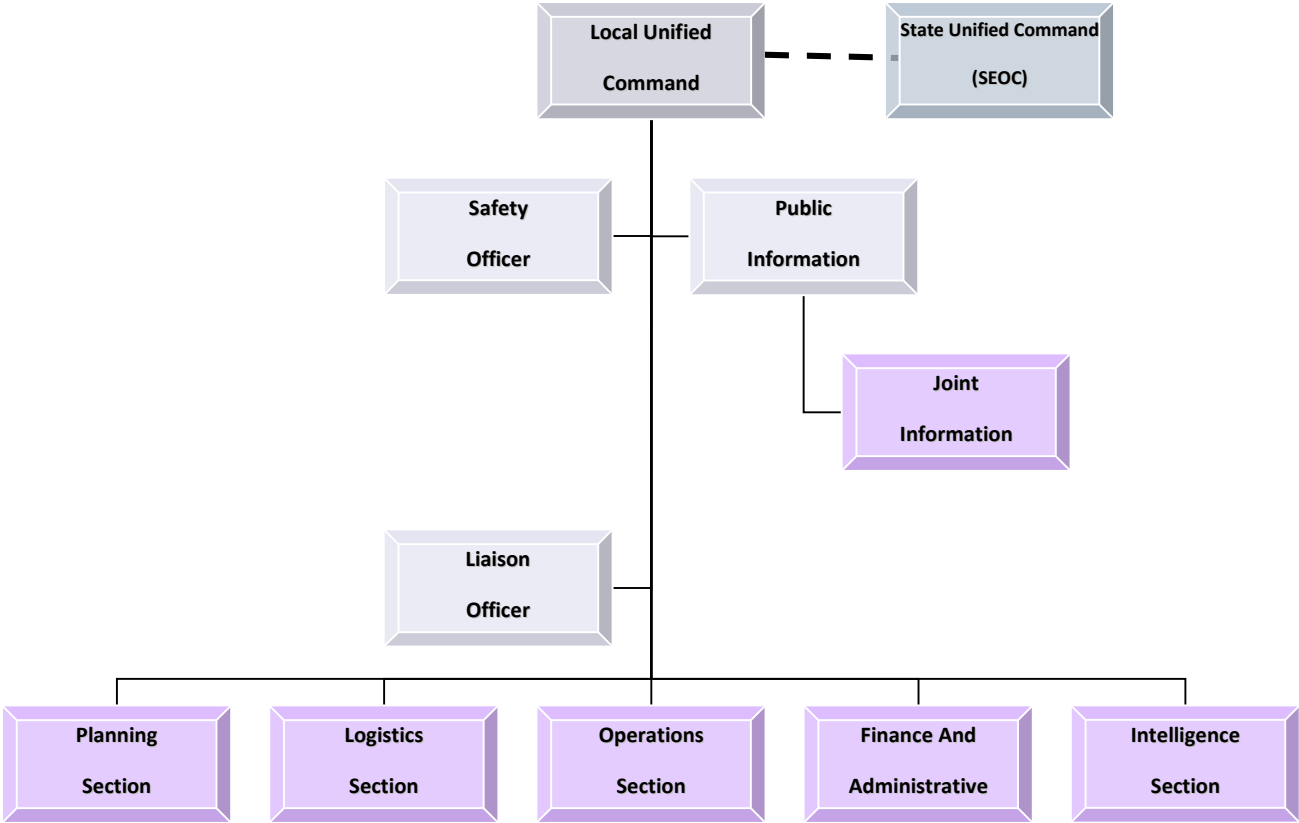 Local Unified
Command
State Unified Command
(SEOC)
Safety
Officer
Public
Information
Joint
Information
Liaison
Officer
Planning
Section
Logistics
Section
Operations
Section
Finance And
Administrative
Intelligence
Section